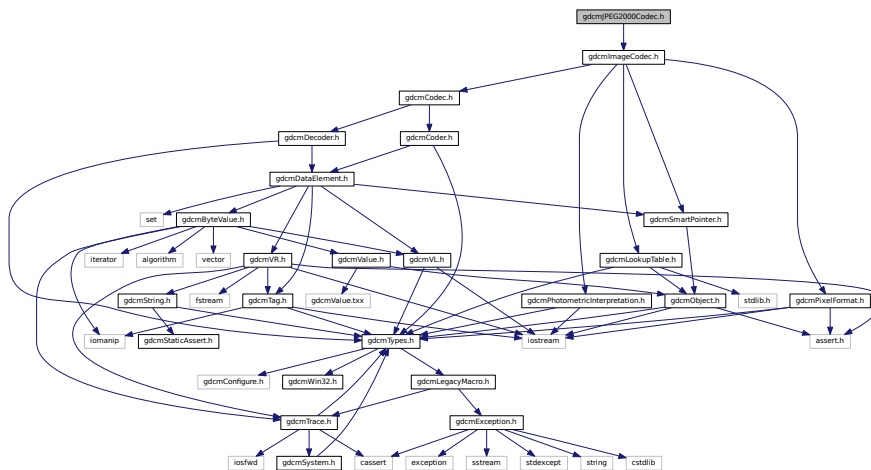 gdcmJPEG2000Codec.h
gdcmImageCodec.h
gdcmCodec.h
gdcmDecoder.h
gdcmCoder.h
gdcmDataElement.h
set
gdcmByteValue.h
gdcmSmartPointer.h
iterator
algorithm
vector
gdcmVR.h
gdcmValue.h
gdcmVL.h
gdcmLookupTable.h
gdcmString.h
fstream
gdcmTag.h
gdcmValue.txx
gdcmPhotometricInterpretation.h
gdcmObject.h
stdlib.h
gdcmPixelFormat.h
iomanip
gdcmStaticAssert.h
gdcmTypes.h
iostream
assert.h
gdcmConfigure.h
gdcmWin32.h
gdcmLegacyMacro.h
gdcmTrace.h
gdcmException.h
iosfwd
gdcmSystem.h
cassert
exception
sstream
stdexcept
string
cstdlib